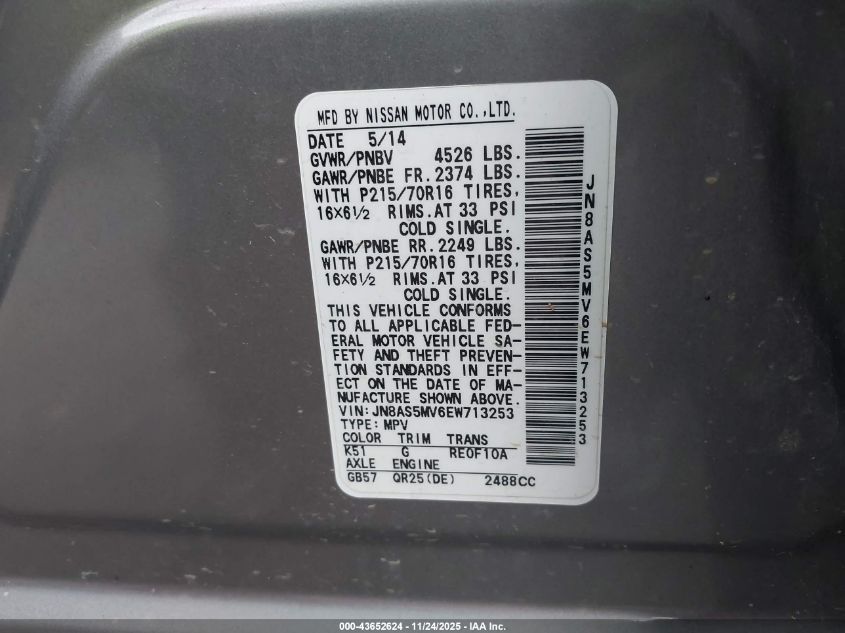 MFD BY NISSAN MOTOR CO.,LTD.
DATE 5/14
GVWR/PNBV 4526 LBS.
GAWR/PNBE FR. 2374 LBS.
WITH P215/70R16 TIRES,
16X6½ RIMS.AT 33 PSI
COLD SINGLE.
GAWR/PNBE RR. 2249 LBS.
WITH P215/70R16 TIRES,
16X6½ RIMS.AT 33 PSI
COLD SINGLE.
THIS VEHICLE CONFORMS
TO ALL APPLICABLE FED-
ERAL MOTOR VEHICLE SA-
FETY AND THEFT PREVEN-
TION STANDARDS IN EFF-
ECT ON THE DATE OF MA-
NUFACTURE SHOWN ABOVE.
VIN:JN8AS5MV6EW713253
TYPE:MPV
COLOR TRIM TRANS
K51 G RE0F10A
AXLE ENGINE
GB57 QR25(DE) 2488CC
JN8AS5MV6EW713253
000-43652624 - 11/24/2025 - IAA Inc.